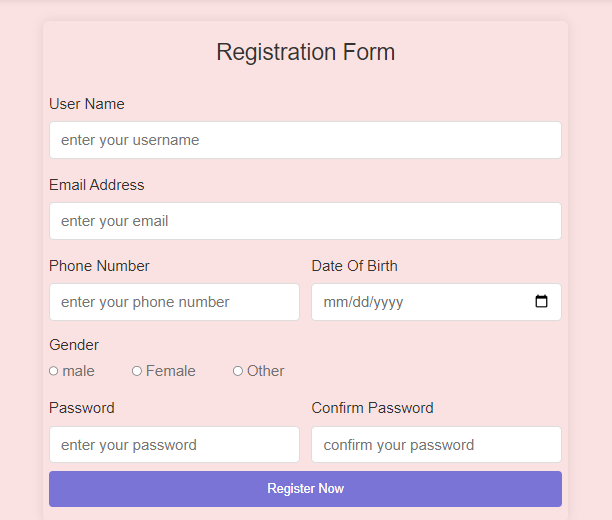 Registration Form
User Name
enter your username
Email Address
enter your email
Phone Number Date Of Birth
enter your phone number mm/dd/yyyy
Gender
male Female Other
Password Confirm Password
enter your password confirm your password
Register Now